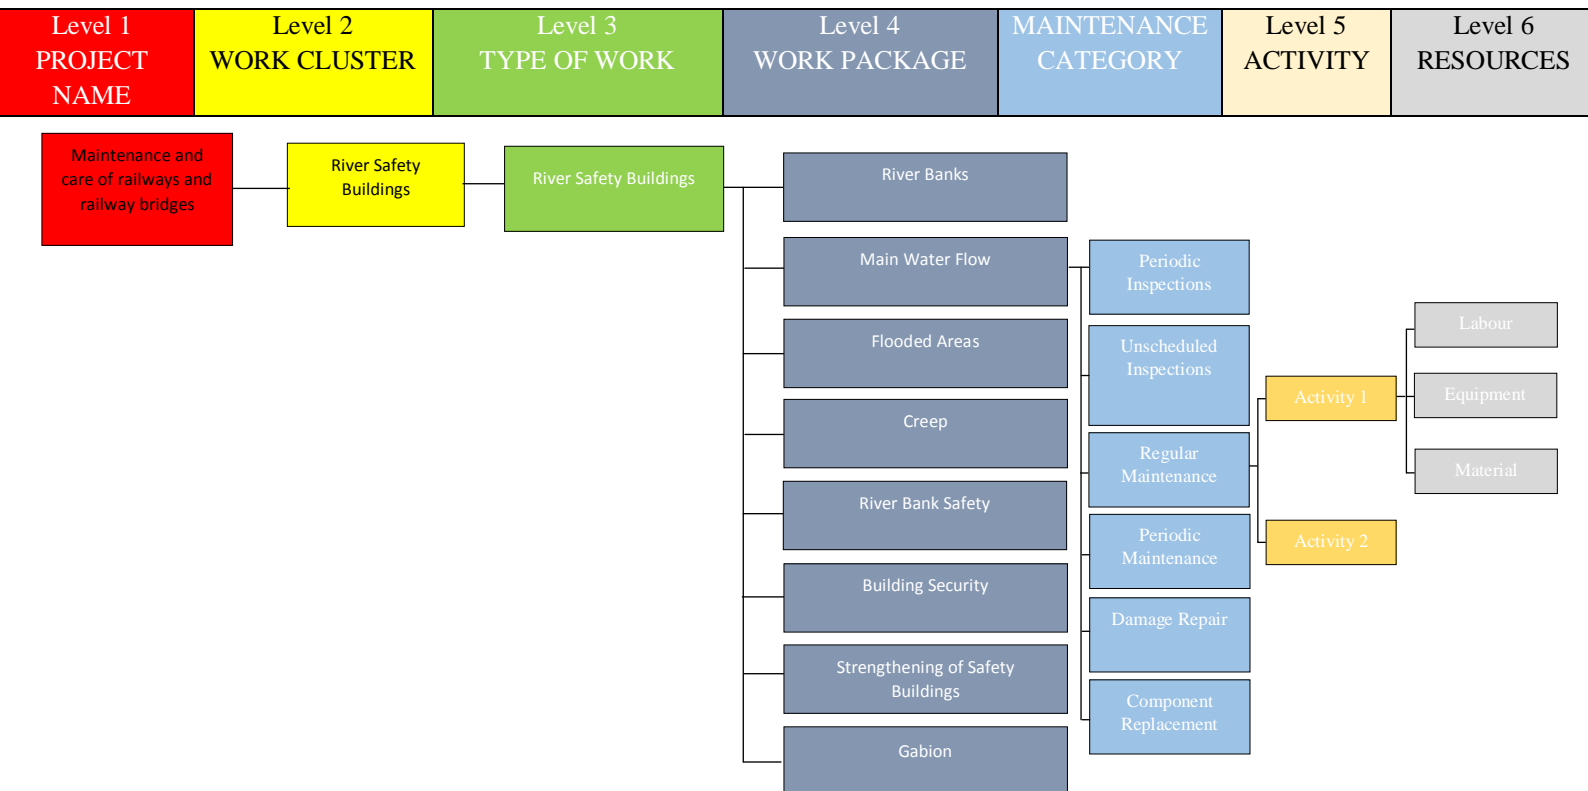 Level 1
PROJECT
NAME
Level 2
WORK CLUSTER
Level 3
TYPE OF WORK
Level 4
WORK PACKAGE
MAINTENANCE
CATEGORY
Level 5
ACTIVITY
Level 6
RESOURCES
Maintenance and
care of railways and
railway bridges
River Safety
Buildings
River Safety Buildings
River Banks
Main Water Flow
Flooded Areas
Creep
River Bank Safety
Building Security
Strengthening of Safety
Buildings
Gabion
Periodic
Inspections
Unscheduled
Inspections
Regular
Maintenance
Periodic
Maintenance
Damage Repair
Component
Replacement
Activity 1
Activity 2
Labour
Equipment
Material